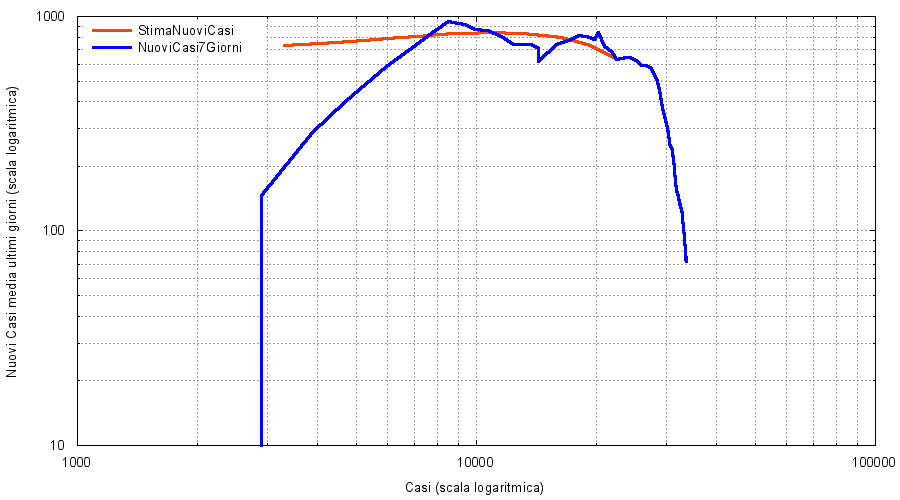 1000
StimaNuoviCasi
NuoviCasi7Giorni
Nuovi Casi media ultimi giorni (scala logaritmica)
100
10
1000
10000
100000
Casi (scala logaritmica)